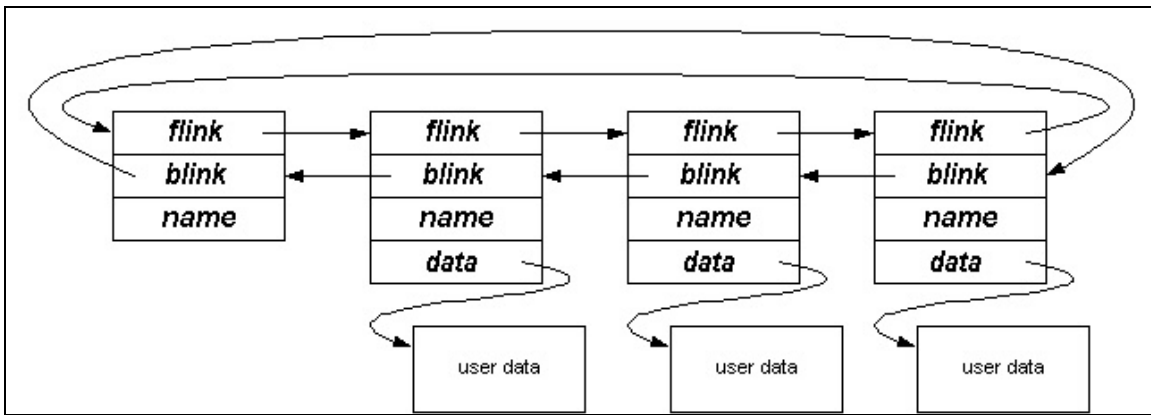 flink flink flink flink
blink blink blink blink
name name name name
data data data
user data user data user data